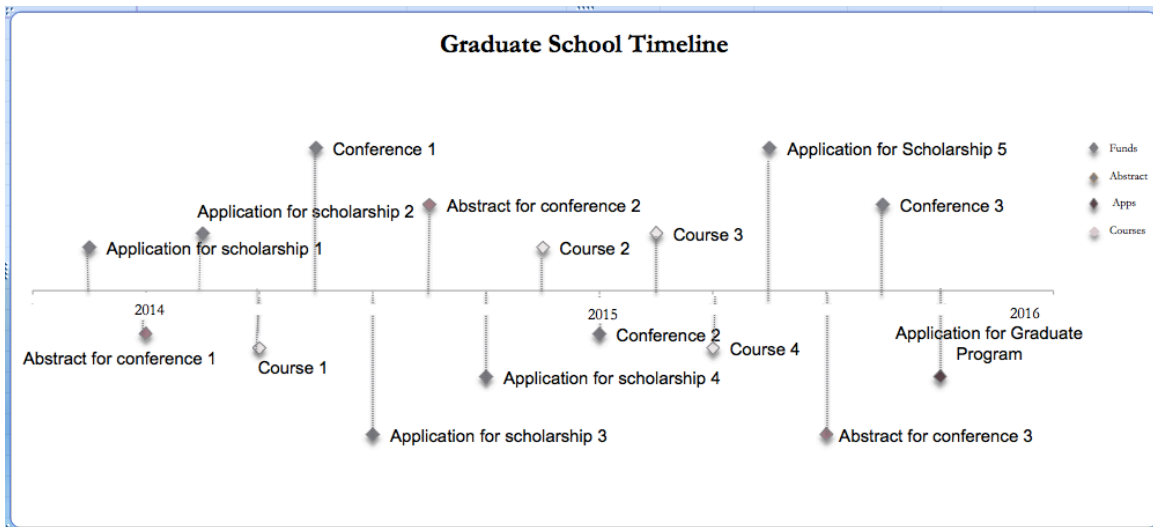 Graduate School Timeline
Conference 1
Application for Scholarship 5
Funds
Abstract
Apps
Courses
Application for scholarship 2
Abstract for conference 2
Conference 3
Application for scholarship 1
Course 2
Course 3
2014
2015
2016
Abstract for conference 1
Course 1
Conference 2
Course 4
Application for Graduate
Program
Application for scholarship 4
Application for scholarship 3
Abstract for conference 3